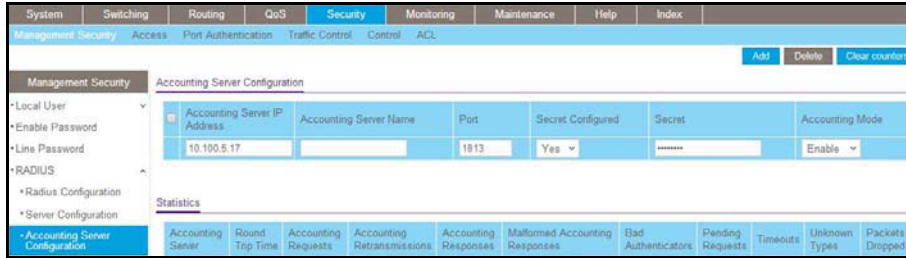 System Switching Routing QoS Security Monitoring Maintenance Help Index
Management Security Access Port Authentication Traffic Control Control ACL
Add Delete Clear counters
Management Security
Local User
Enable Password
Line Password
RADIUS
Radius Configuration
Server Configuration
Accounting Server
Configuration
Accounting Server Configuration
Accounting Server IP
Address
Accounting Server Name
Port
Secret Configured
Secret
Accounting Mode
10.100.5.17 1813 Yes ******** Enable
Statistics
Accounting
Server
Round
Trip Time
Accounting
Requests
Accounting
Retransmissions
Accounting
Responses
Malformed Accounting
Responses
Bad
Authenticators
Pending
Requests
Timeouts
Unknown
Types
Packets
Dropped